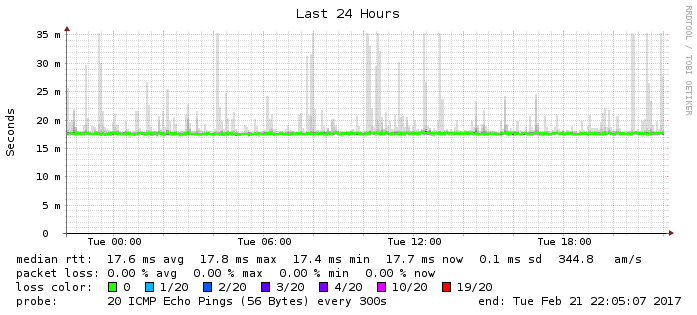 Last 24 Hours
RRDTOOL / TOBI OETIKER
Seconds
35 m
30 m
25 m
20 m
15 m
10 m
5 m
0
Tue 00:00 Tue 06:00 Tue 12:00 Tue 18:00
median rtt: 17.6 ms avg 17.8 ms max 17.4 ms min 17.7 ms now 0.1 ms sd 344.8 am/s
packet loss: 0.00 % avg 0.00 % max 0.00 % min 0.00 % now
loss color: 0 1/20 2/20 3/20 4/20 10/20 19/20
probe: 20 ICMP Echo Pings (56 Bytes) every 300s end: Tue Feb 21 22:05:07 2017